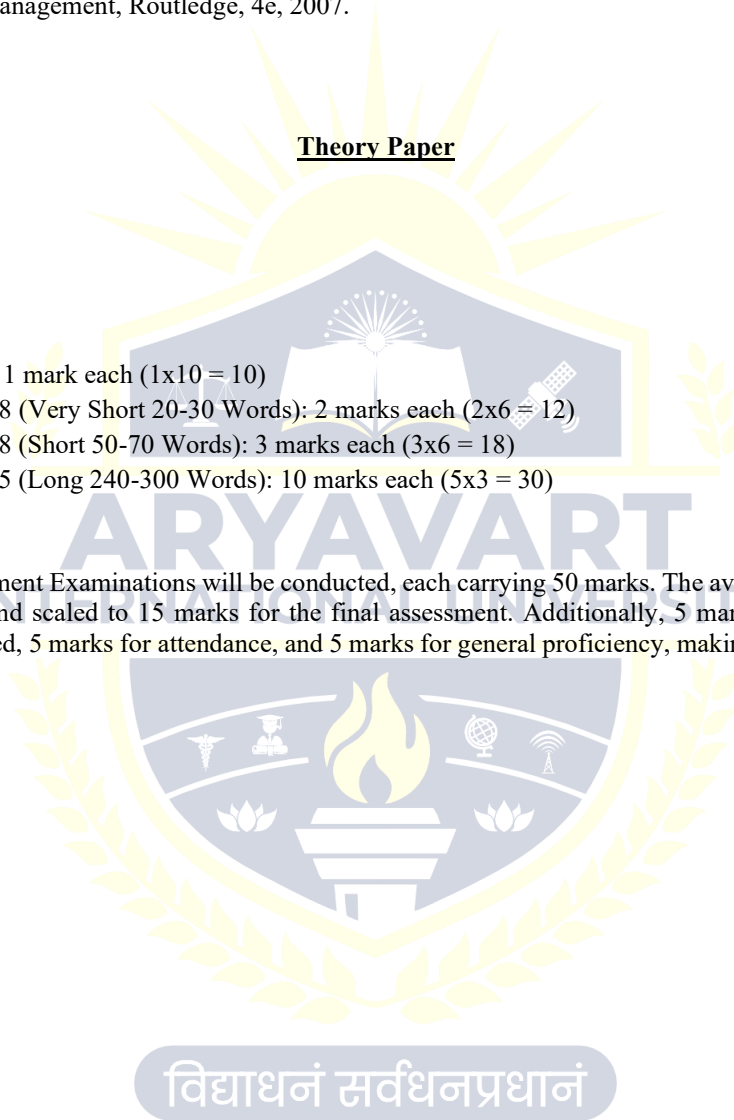 anagement, Routledge, 4e, 2007.
Theory Paper
1 mark each (1x10 = 10)
8 (Very Short 20-30 Words): 2 marks each (2x6 = 12)
8 (Short 50-70 Words): 3 marks each (3x6 = 18)
5 (Long 240-300 Words): 10 marks each (5x3 = 30)
ARYAVART
ment Examinations will be conducted, each carrying 50 marks. The av
INTERNATIONAL UNIVERSIT
nd scaled to 15 marks for the final assessment. Additionally, 5 mar
ed, 5 marks for attendance, and 5 marks for general proficiency, makin
विद्याधनं सर्वधनप्रधानं